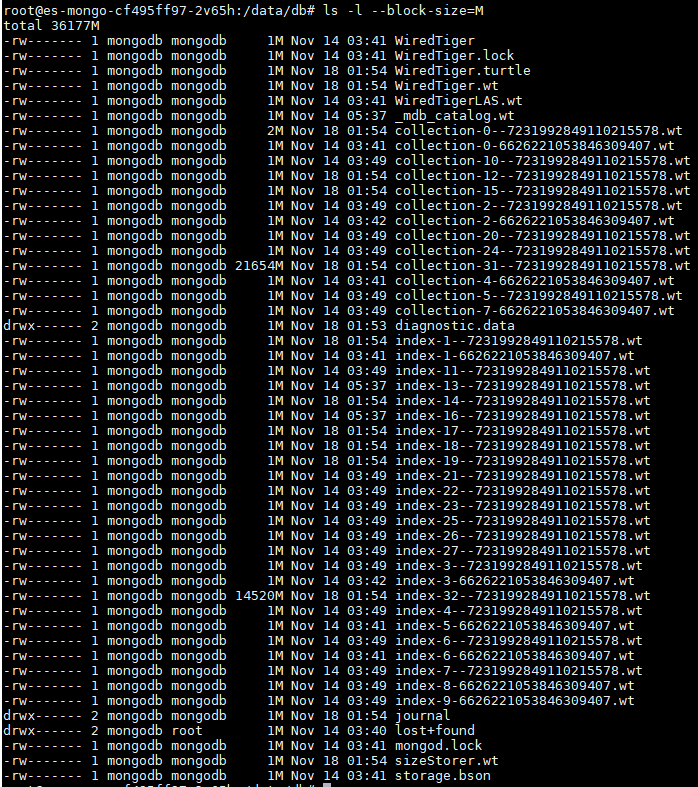 root@es-mongo-cf495ff97-2v65h:/data/db# ls -l --block-size=M
total 36177M
-rw------- 1 mongodb mongodb     1M Nov 14 03:41 WiredTiger
-rw------- 1 mongodb mongodb     1M Nov 14 03:41 WiredTiger.lock
-rw------- 1 mongodb mongodb     1M Nov 18 01:54 WiredTiger.turtle
-rw------- 1 mongodb mongodb     1M Nov 18 01:54 WiredTiger.wt
-rw------- 1 mongodb mongodb     1M Nov 14 03:41 WiredTigerLAS.wt
-rw------- 1 mongodb mongodb     1M Nov 14 05:37 _mdb_catalog.wt
-rw------- 1 mongodb mongodb     2M Nov 18 01:54 collection-0--7231992849110215578.wt
-rw------- 1 mongodb mongodb     1M Nov 14 03:41 collection-0-6626221053846309407.wt
-rw------- 1 mongodb mongodb     1M Nov 14 03:49 collection-10--7231992849110215578.wt
-rw------- 1 mongodb mongodb     1M Nov 18 01:54 collection-12--7231992849110215578.wt
-rw------- 1 mongodb mongodb     1M Nov 18 01:54 collection-15--7231992849110215578.wt
-rw------- 1 mongodb mongodb     1M Nov 14 03:49 collection-2--7231992849110215578.wt
-rw------- 1 mongodb mongodb     1M Nov 14 03:42 collection-2-6626221053846309407.wt
-rw------- 1 mongodb mongodb     1M Nov 14 03:49 collection-20--7231992849110215578.wt
-rw------- 1 mongodb mongodb     1M Nov 14 03:49 collection-24--7231992849110215578.wt
-rw------- 1 mongodb mongodb 21654M Nov 18 01:54 collection-31--7231992849110215578.wt
-rw------- 1 mongodb mongodb     1M Nov 14 03:41 collection-4-6626221053846309407.wt
-rw------- 1 mongodb mongodb     1M Nov 14 03:49 collection-5--7231992849110215578.wt
-rw------- 1 mongodb mongodb     1M Nov 14 03:49 collection-7-6626221053846309407.wt
drwx------ 2 mongodb mongodb     1M Nov 18 01:53 diagnostic.data
-rw------- 1 mongodb mongodb     1M Nov 18 01:54 index-1--7231992849110215578.wt
-rw------- 1 mongodb mongodb     1M Nov 14 03:41 index-1-6626221053846309407.wt
-rw------- 1 mongodb mongodb     1M Nov 14 03:49 index-11--7231992849110215578.wt
-rw------- 1 mongodb mongodb     1M Nov 14 05:37 index-13--7231992849110215578.wt
-rw------- 1 mongodb mongodb     1M Nov 18 01:54 index-14--7231992849110215578.wt
-rw------- 1 mongodb mongodb     1M Nov 14 05:37 index-16--7231992849110215578.wt
-rw------- 1 mongodb mongodb     1M Nov 18 01:54 index-17--7231992849110215578.wt
-rw------- 1 mongodb mongodb     1M Nov 18 01:54 index-18--7231992849110215578.wt
-rw------- 1 mongodb mongodb     1M Nov 18 01:54 index-19--7231992849110215578.wt
-rw------- 1 mongodb mongodb     1M Nov 14 03:49 index-21--7231992849110215578.wt
-rw------- 1 mongodb mongodb     1M Nov 14 03:49 index-22--7231992849110215578.wt
-rw------- 1 mongodb mongodb     1M Nov 14 03:49 index-23--7231992849110215578.wt
-rw------- 1 mongodb mongodb     1M Nov 14 03:49 index-25--7231992849110215578.wt
-rw------- 1 mongodb mongodb     1M Nov 14 03:49 index-26--7231992849110215578.wt
-rw------- 1 mongodb mongodb     1M Nov 14 03:49 index-27--7231992849110215578.wt
-rw------- 1 mongodb mongodb     1M Nov 14 03:49 index-3--7231992849110215578.wt
-rw------- 1 mongodb mongodb     1M Nov 14 03:42 index-3-6626221053846309407.wt
-rw------- 1 mongodb mongodb 14520M Nov 18 01:54 index-32--7231992849110215578.wt
-rw------- 1 mongodb mongodb     1M Nov 14 03:49 index-4--7231992849110215578.wt
-rw------- 1 mongodb mongodb     1M Nov 14 03:41 index-5-6626221053846309407.wt
-rw------- 1 mongodb mongodb     1M Nov 14 03:49 index-6--7231992849110215578.wt
-rw------- 1 mongodb mongodb     1M Nov 14 03:41 index-6-6626221053846309407.wt
-rw------- 1 mongodb mongodb     1M Nov 14 03:49 index-7--7231992849110215578.wt
-rw------- 1 mongodb mongodb     1M Nov 14 03:49 index-8-6626221053846309407.wt
-rw------- 1 mongodb mongodb     1M Nov 14 03:49 index-9-6626221053846309407.wt
drwx------ 2 mongodb mongodb     1M Nov 18 01:54 journal
drwx------ 2 mongodb root        1M Nov 14 03:40 lost+found
-rw------- 1 mongodb mongodb     1M Nov 14 03:41 mongod.lock
-rw------- 1 mongodb mongodb     1M Nov 18 01:54 sizeStorer.wt
-rw------- 1 mongodb mongodb     1M Nov 14 03:41 storage.bson